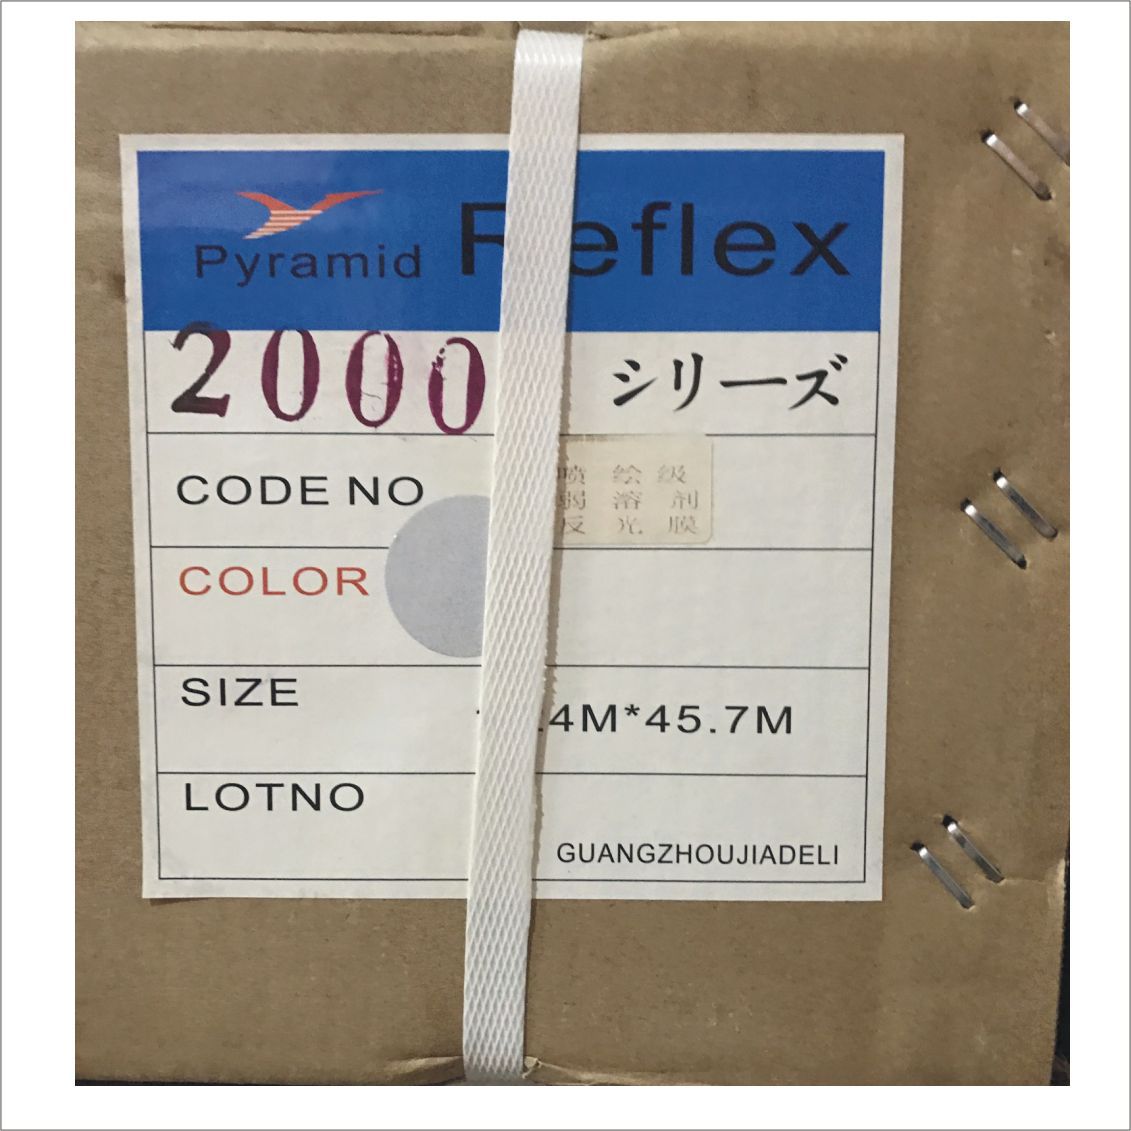 Pyramid Reflex
2000 シリーズ
CODE NO
喷 绘 级
弱 溶 剂
反 光 膜
COLOR
SIZE
.4M*45.7M
LOTNO
GUANGZHOUJIADELI